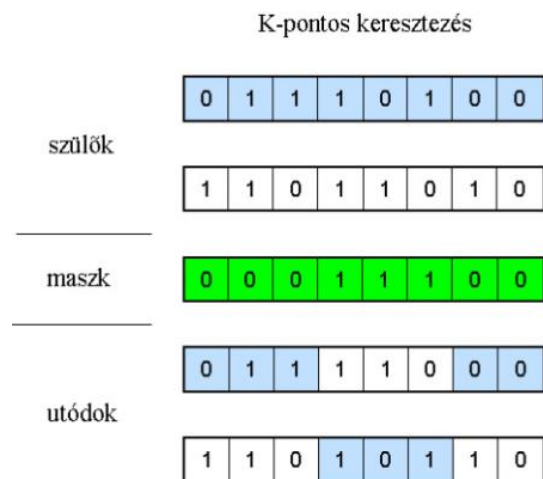 K-pontos keresztezés
0 1 1 1 0 1 0 0
szülõk
1 1 0 1 1 0 1 0
maszk
0 0 0 1 1 1 0 0
0 1 1 1 1 0 0 0
utódok
1 1 0 1 0 1 1 0